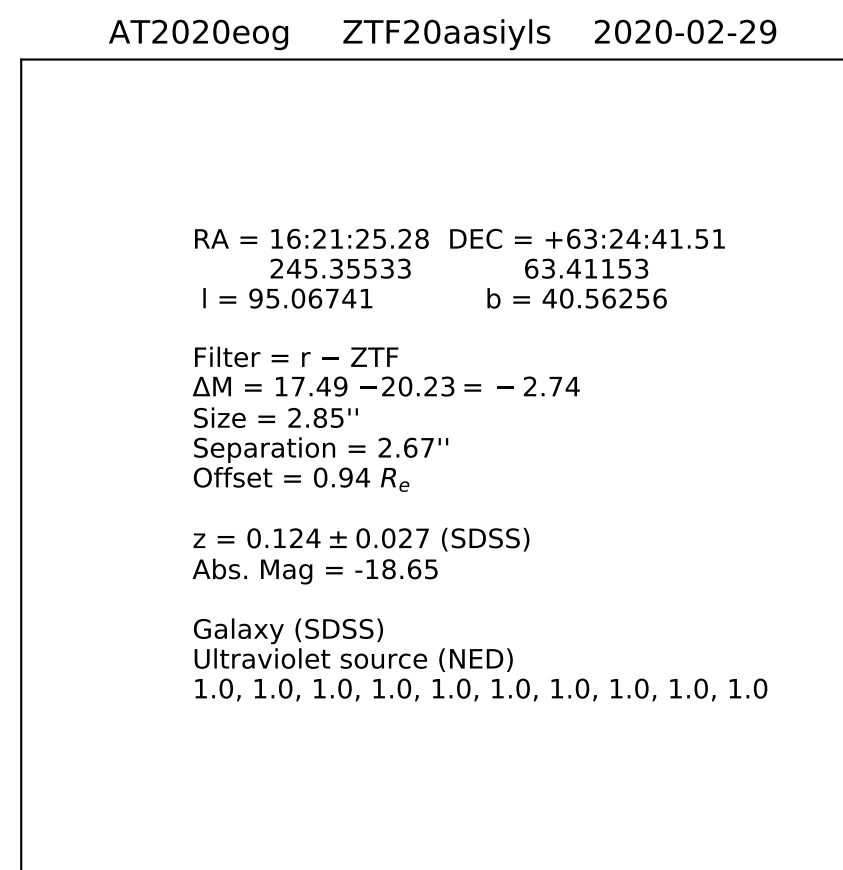 AT2020eog ZTF20aasiyls 2020-02-29
RA = 16:21:25.28 DEC = +63:24:41.51
245.35533 63.41153
l = 95.06741 b = 40.56256
Filter = r − ZTF
ΔM = 17.49 −20.23 = − 2.74
Size = 2.85''
Separation = 2.67''
Offset = 0.94 Rₑ
z = 0.124 ± 0.027 (SDSS)
Abs. Mag = -18.65
Galaxy (SDSS)
Ultraviolet source (NED)
1.0, 1.0, 1.0, 1.0, 1.0, 1.0, 1.0, 1.0, 1.0, 1.0